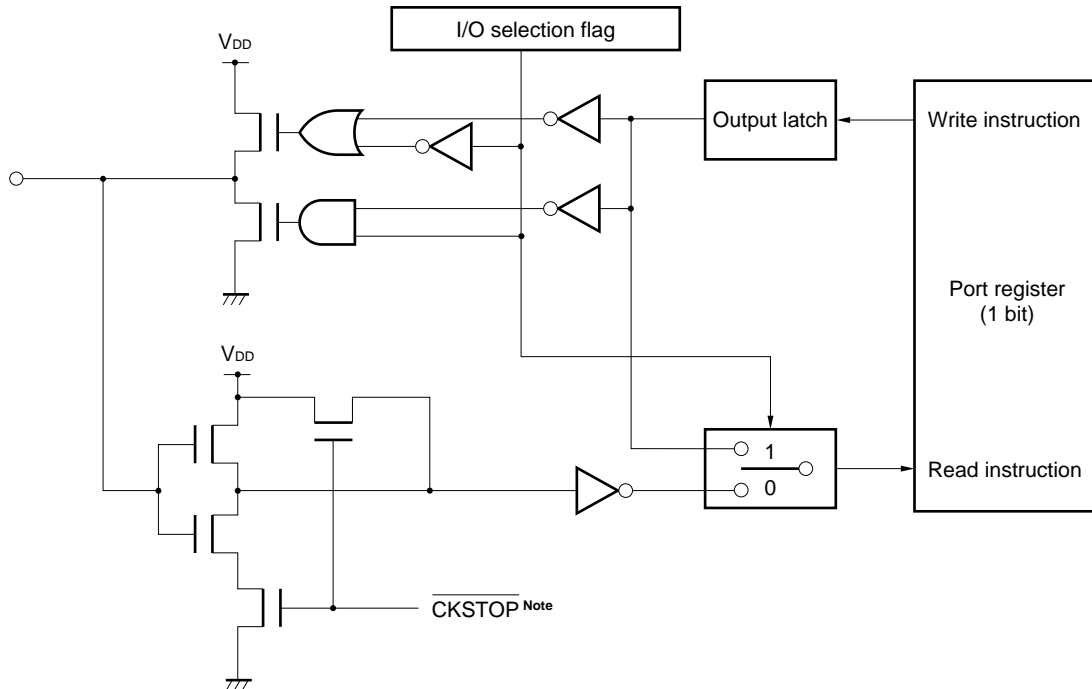 I/O selection flag
VDD
Output latch
Write instruction
Port register
(1 bit)
VDD
1
0
Read instruction
CKSTOP Note